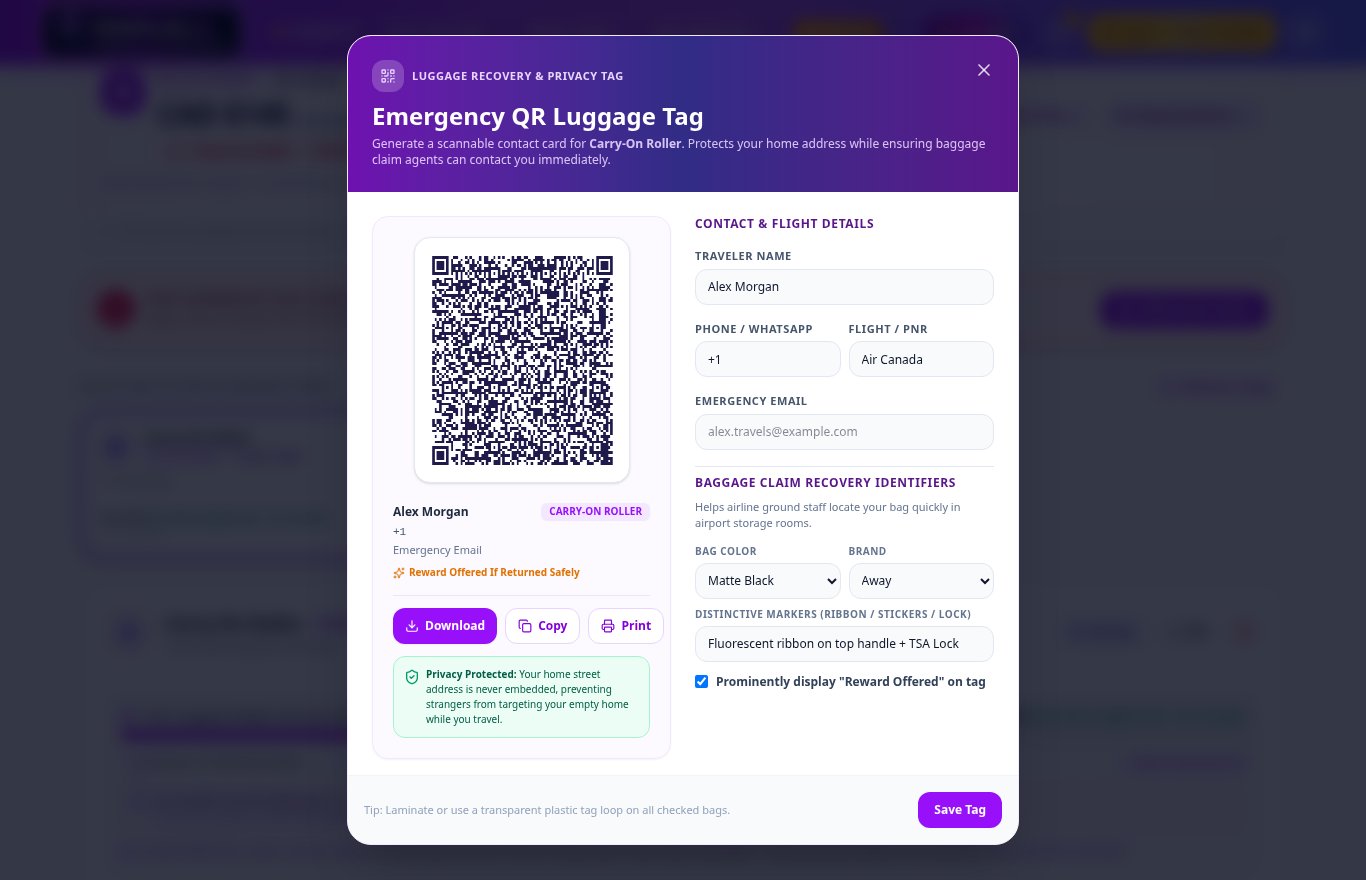 LUGGAGE RECOVERY & PRIVACY TAG
Emergency QR Luggage Tag
Generate a scannable contact card for Carry-On Roller. Protects your home address while ensuring baggage
claim agents can contact you immediately.
Alex Morgan
CARRY-ON ROLLER
+1
Emergency Email
Reward Offered If Returned Safely
Download
Copy
Print
Privacy Protected: Your home street
address is never embedded, preventing
strangers from targeting your empty home
while you travel.
CONTACT & FLIGHT DETAILS
TRAVELER NAME
Alex Morgan
PHONE / WHATSAPP
FLIGHT / PNR
+1
Air Canada
EMERGENCY EMAIL
alex.travels@example.com
BAGGAGE CLAIM RECOVERY IDENTIFIERS
Helps airline ground staff locate your bag quickly in
airport storage rooms.
BAG COLOR
BRAND
Matte Black
Away
DISTINCTIVE MARKERS (RIBBON / STICKERS / LOCK)
Fluorescent ribbon on top handle + TSA Lock
Prominently display "Reward Offered" on tag
Tip: Laminate or use a transparent plastic tag loop on all checked bags.
Save Tag